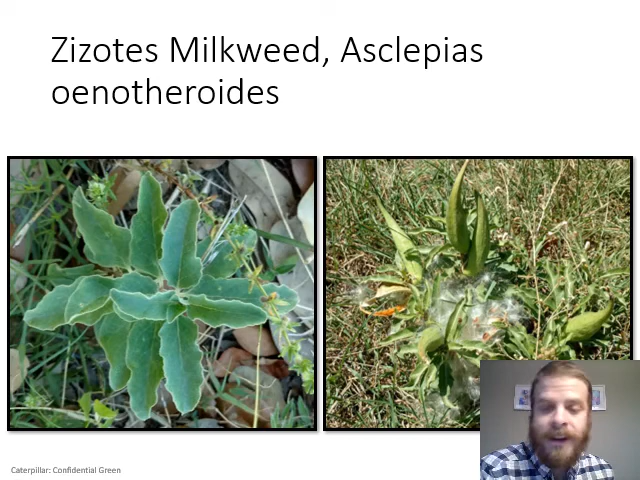 Zizotes Milkweed, Asclepias
oenotheroides
Caterpillar: Confidential Green